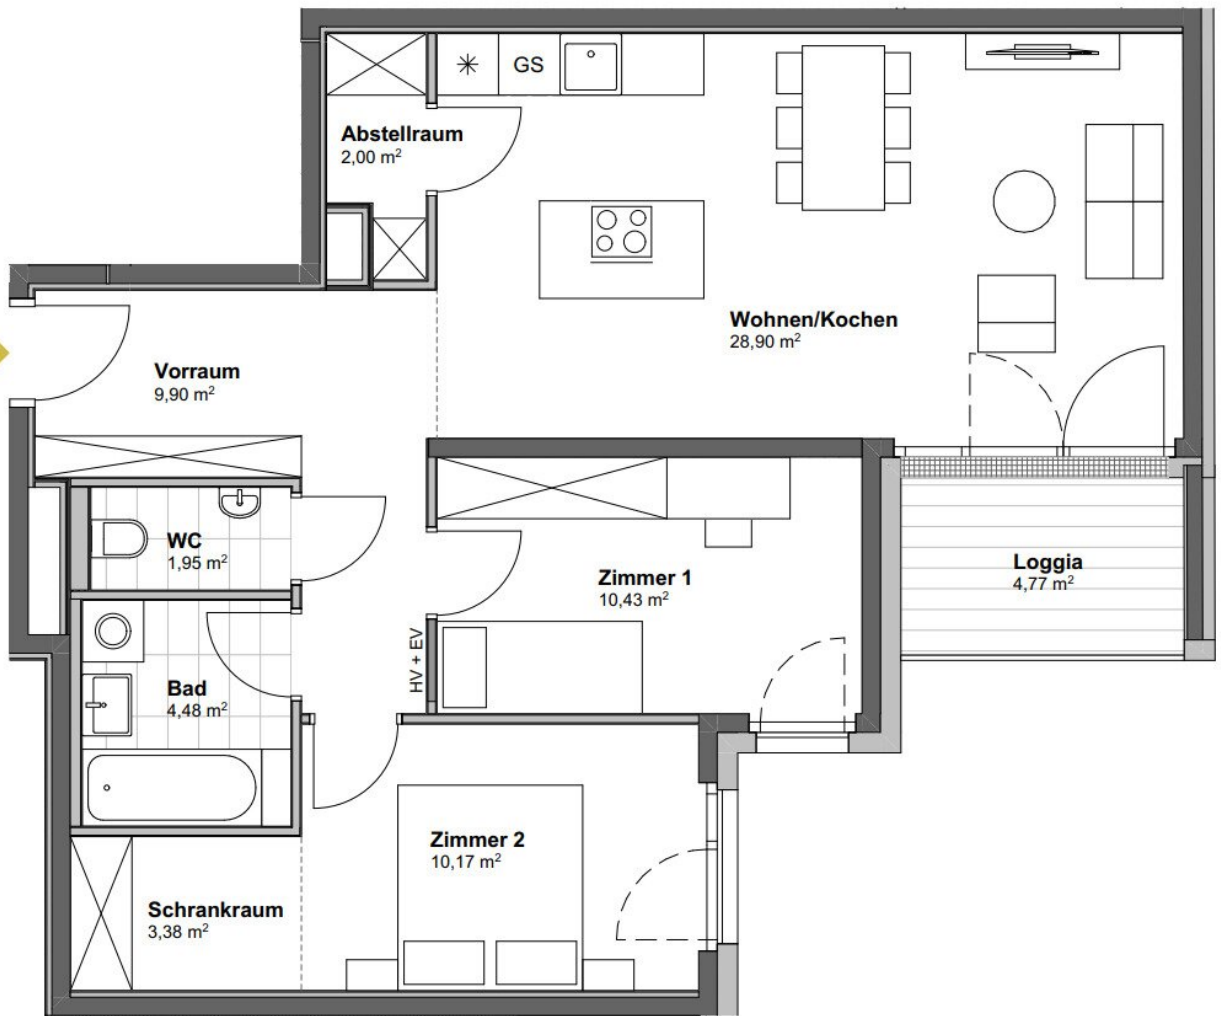 GS
Abstellraum
2,00 m²
Wohnen/Kochen
28,90 m²
Vorraum
9,90 m²
WC
1,95 m²
Zimmer 1
10,43 m²
Loggia
4,77 m²
HV + EV
Bad
4,48 m²
Zimmer 2
10,17 m²
Schrankraum
3,38 m²